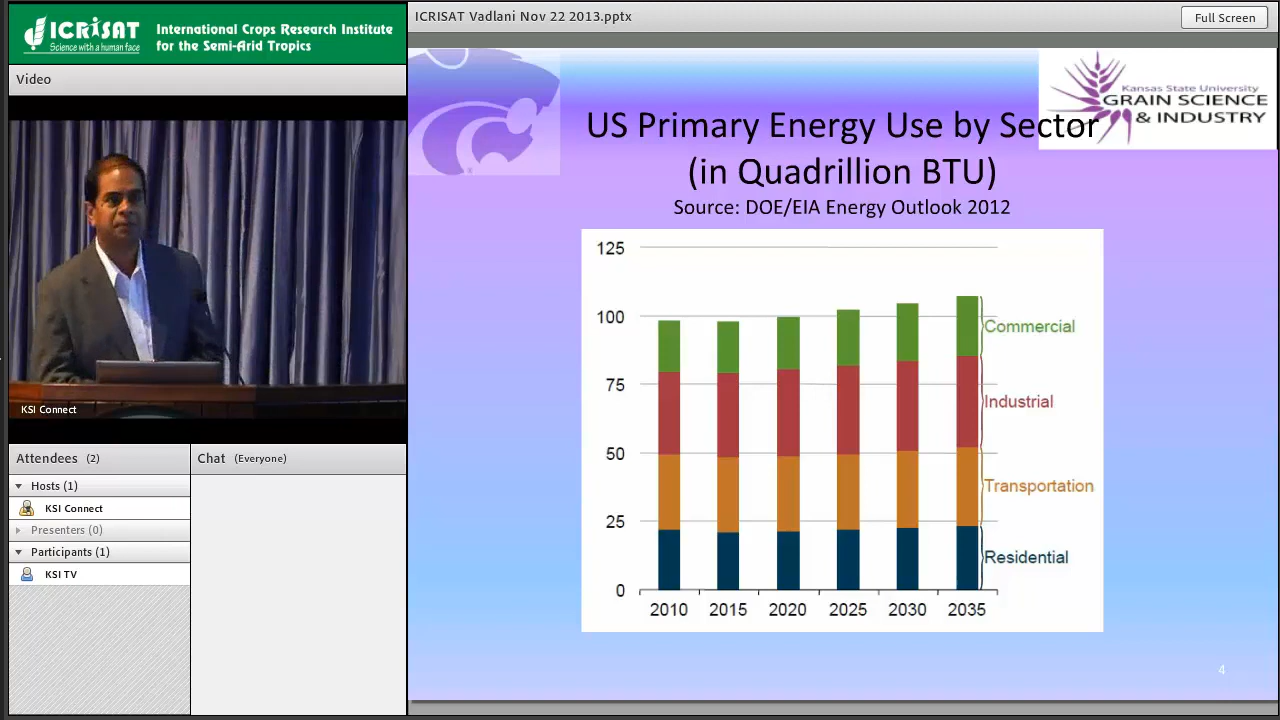 ICRISAT
Science with a human face
International Crops Research Institute
for the Semi-Arid Tropics
Video
KSI Connect
Attendees (2)
Hosts (1)
KSI Connect
Presenters (0)
Participants (1)
KSI TV
Chat (Everyone)
ICRISAT Vadlani Nov 22 2013.pptx
Full Screen
Kansas State University
GRAIN SCIENCE
& INDUSTRY
US Primary Energy Use by Sector
(in Quadrillion BTU)
Source: DOE/EIA Energy Outlook 2012
125
100
75
50
25
0
Commercial
Industrial
Transportation
Residential
2010 2015 2020 2025 2030 2035
4